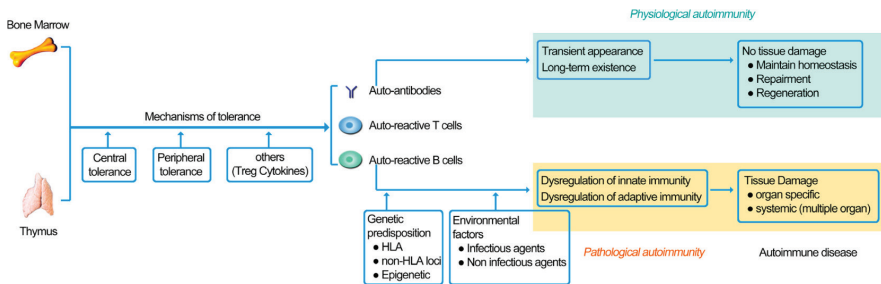 Bone Marrow
Thymus
Mechanisms of tolerance
Central
tolerance
Peripheral
tolerance
others
(Treg Cytokines)
Auto-antibodies
Auto-reactive T cells
Auto-reactive B cells
Physiological autoimmunity
Transient appearance
Long-term existence
No tissue damage
● Maintain homeostasis
● Repairment
● Regeneration
Genetic
predisposition
● HLA
● non-HLA loci
● Epigenetic
Environmental
factors
● Infectious agents
● Non infectious agents
Dysregulation of innate immunity
Dysregulation of adaptive immunity
Tissue Damage
● organ specific
● systemic (multiple organ)
Pathological autoimmunity
Autoimmune disease